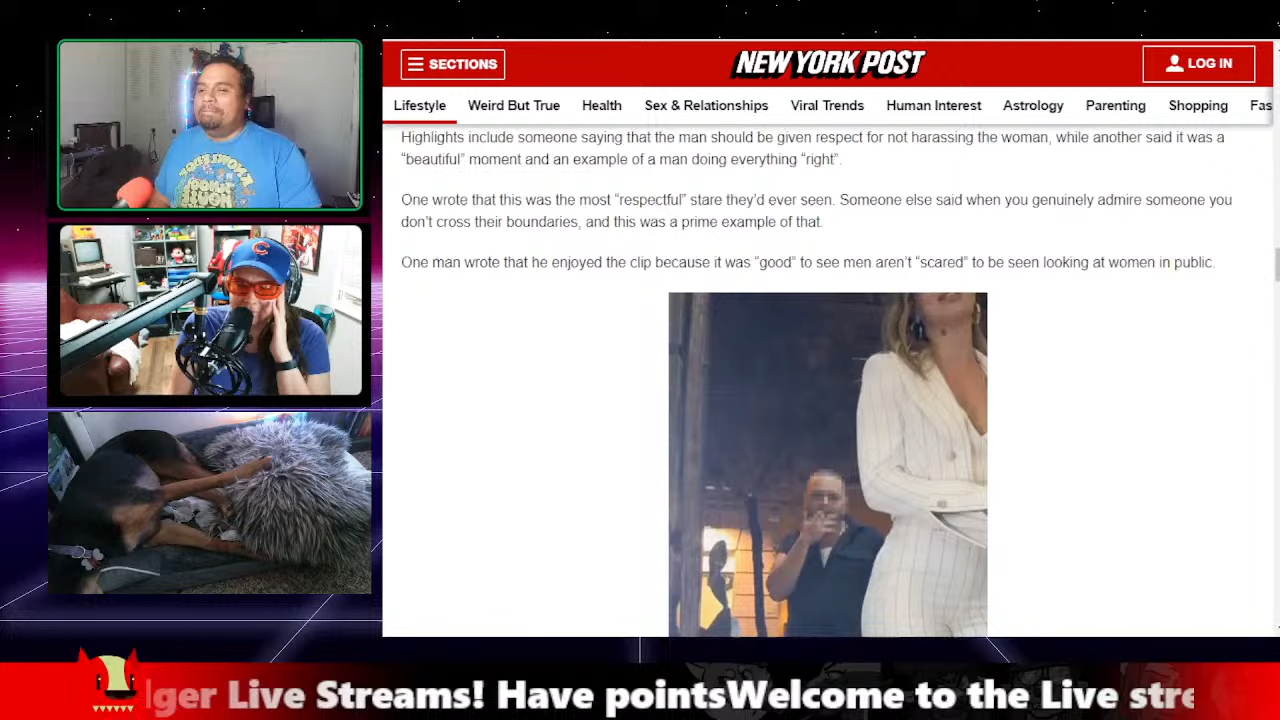 SECTIONS
NEW YORK POST
LOG IN
Lifestyle Weird But True Health Sex & Relationships Viral Trends Human Interest Astrology Parenting Shopping Fas
Highlights include someone saying that the man should be given respect for not harassing the woman, while another said it was a
“beautiful” moment and an example of a man doing everything “right”.
One wrote that this was the most “respectful” stare they’d ever seen. Someone else said when you genuinely admire someone you
don’t cross their boundaries, and this was a prime example of that.
One man wrote that he enjoyed the clip because it was “good” to see men aren’t “scared” to be seen looking at women in public.
C
lger Live Streams! Have pointsWelcome to the Live stre